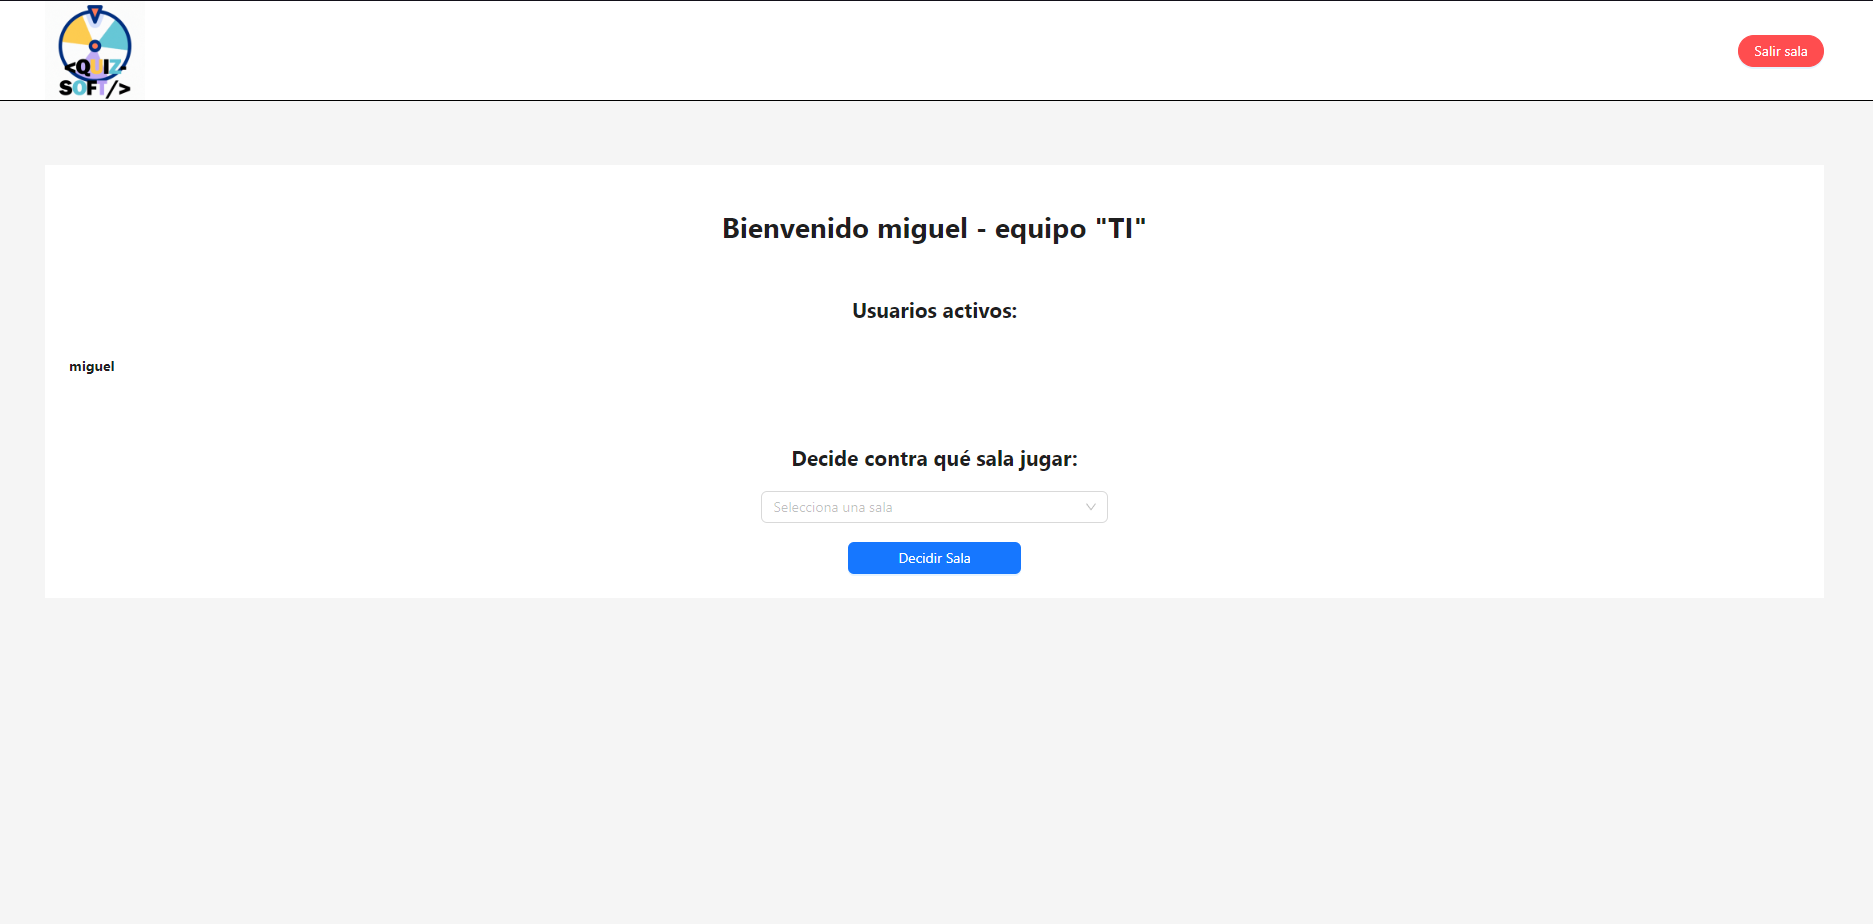 <QUIZ
SOFT/>
Salir sala
Bienvenido miguel - equipo "TI"
Usuarios activos:
miguel
Decide contra qué sala jugar:
Selecciona una sala
Decidir Sala